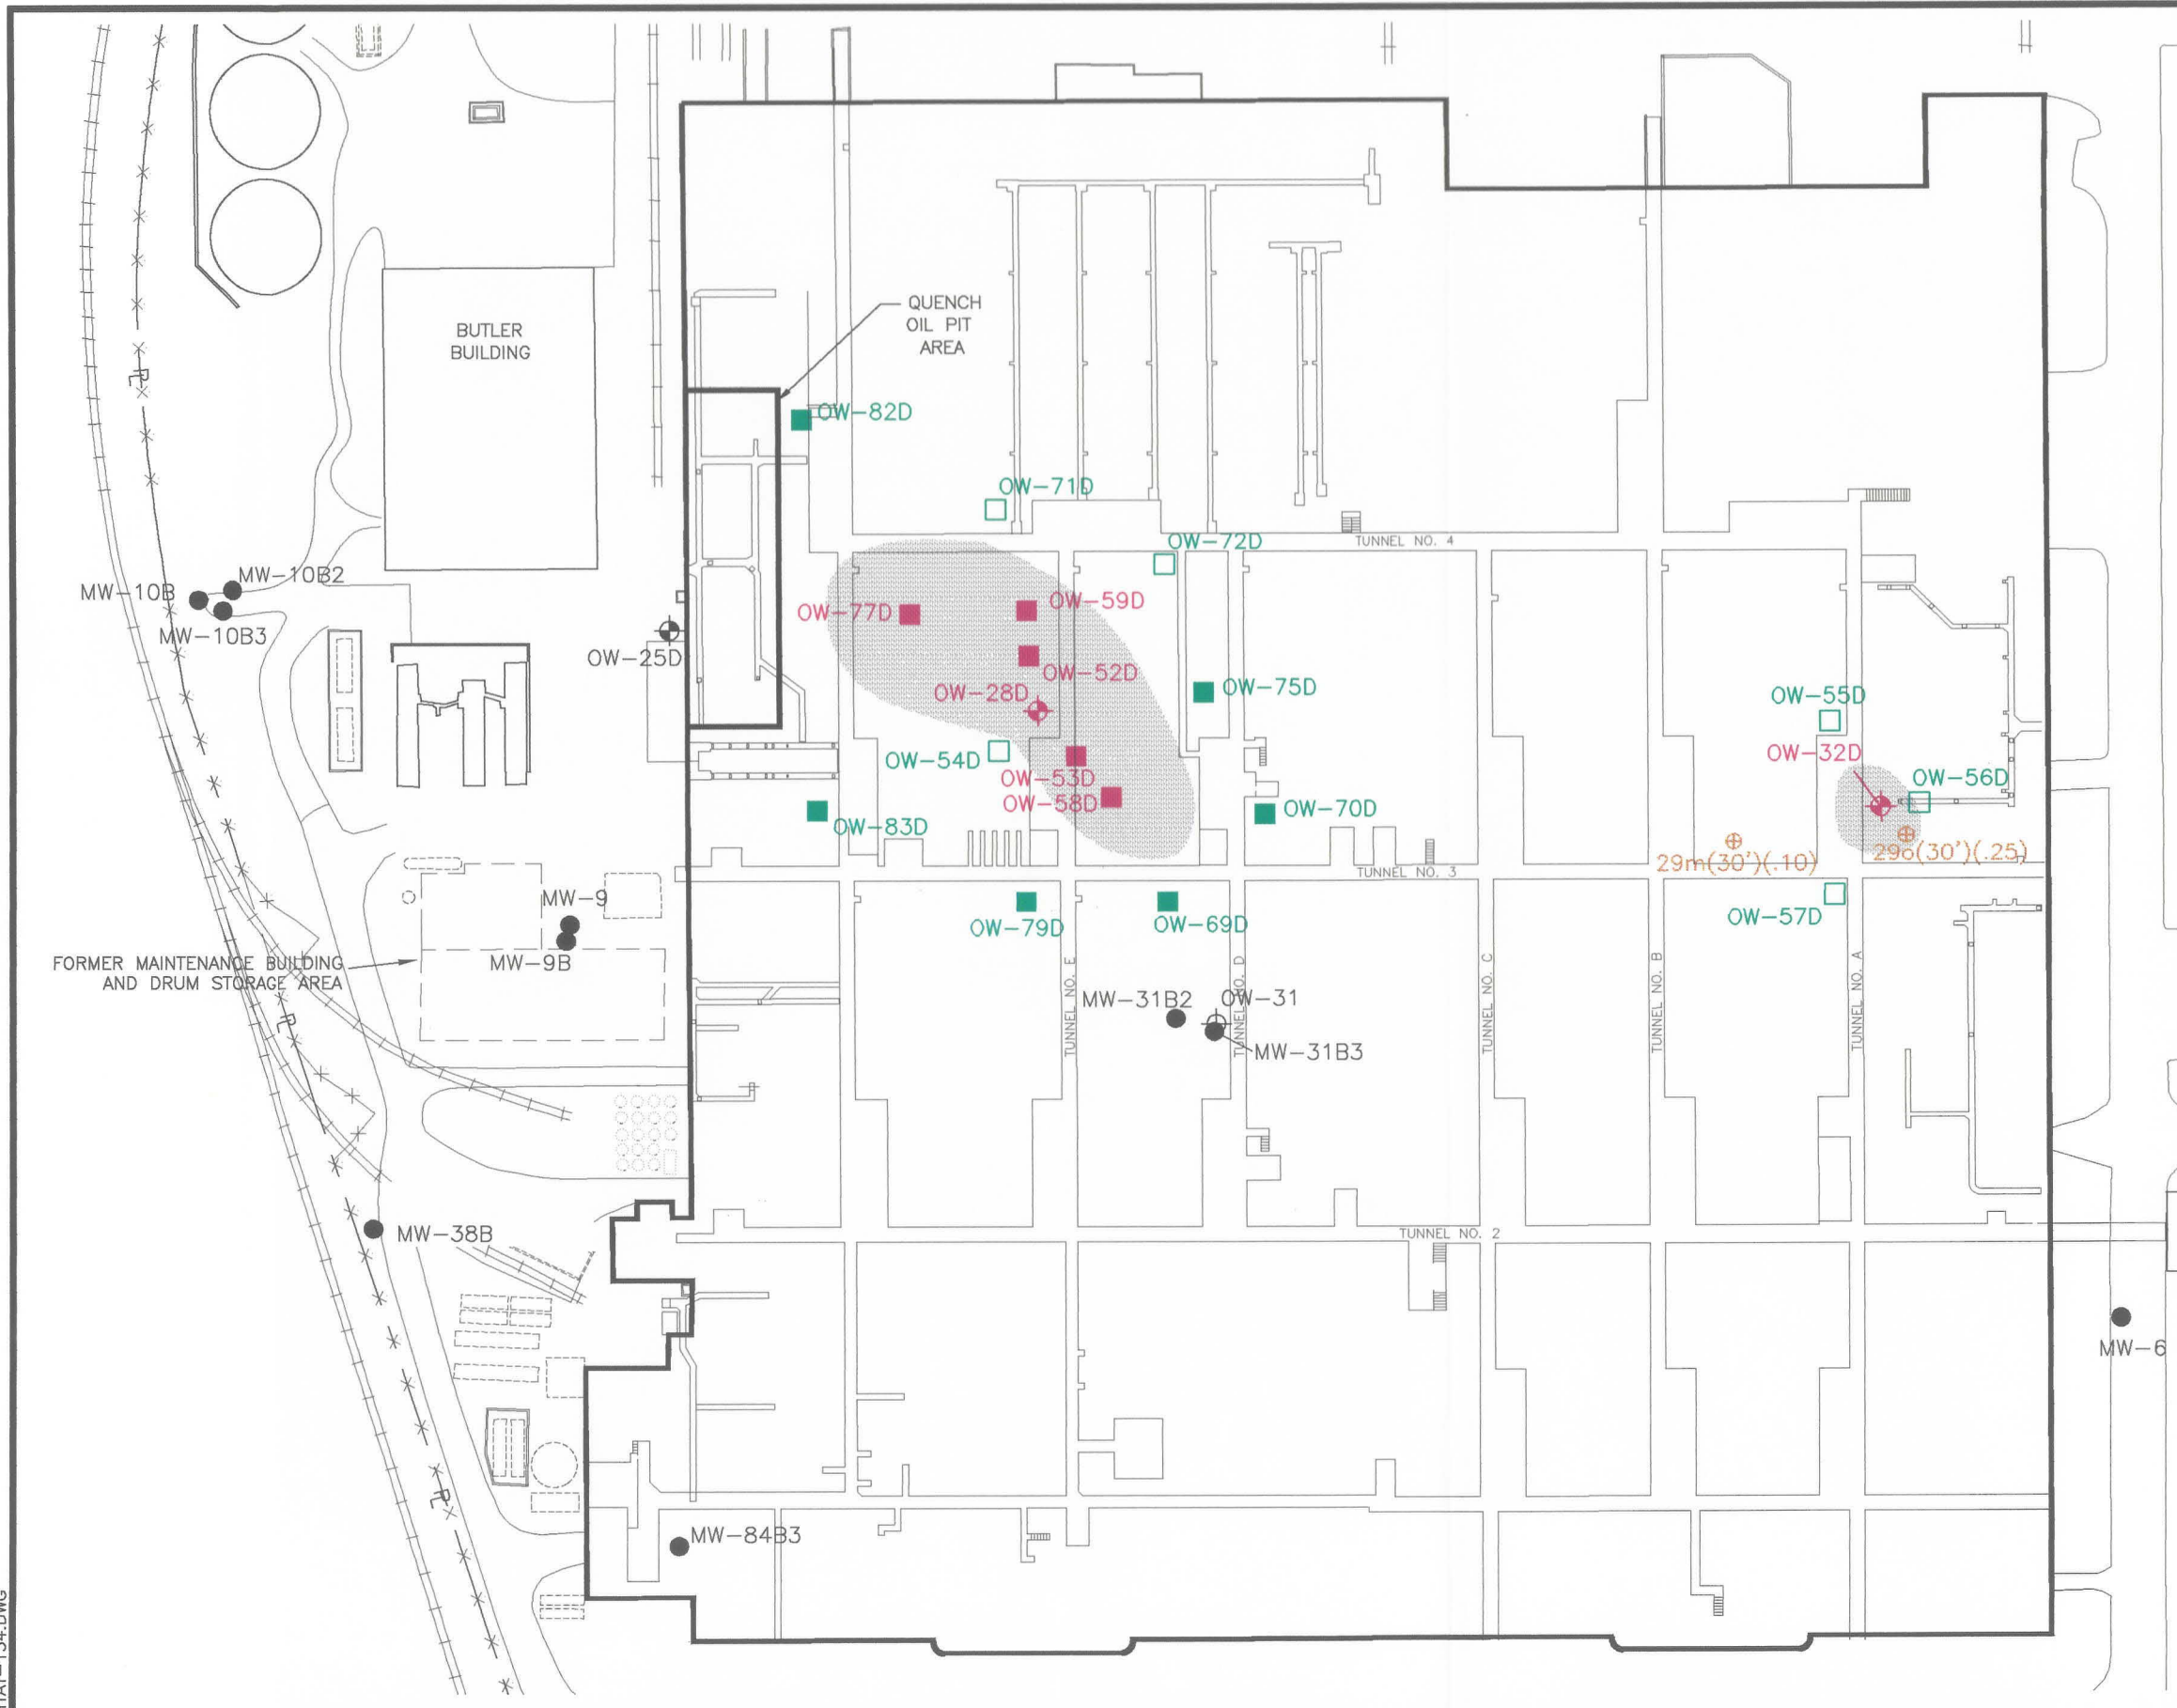 QUENCH
OIL PIT
AREA
BUTLER
BUILDING
OW-82D
OW-71D
OW-72D
TUNNEL NO. 4
MW-10B
MW-10B2
MW-10B3
OW-25D
OW-77D
OW-59D
OW-52D
OW-28D
OW-75D
OW-55D
OW-54D
OW-53D
OW-58D
OW-32D
OW-56D
OW-83D
OW-70D
29m(30')(.10)
29o(30')(.25)
TUNNEL NO. 3
MW-9
MW-9B
OW-79D
OW-69D
OW-57D
FORMER MAINTENANCE BUILDING
AND DRUM STORAGE AREA
TUNNEL NO. E
TUNNEL NO. D
TUNNEL NO. C
TUNNEL NO. B
TUNNEL NO. A
MW-31B2
OW-31
MW-31B3
MW-38B
TUNNEL NO. 2
MW-6
MW-84B3